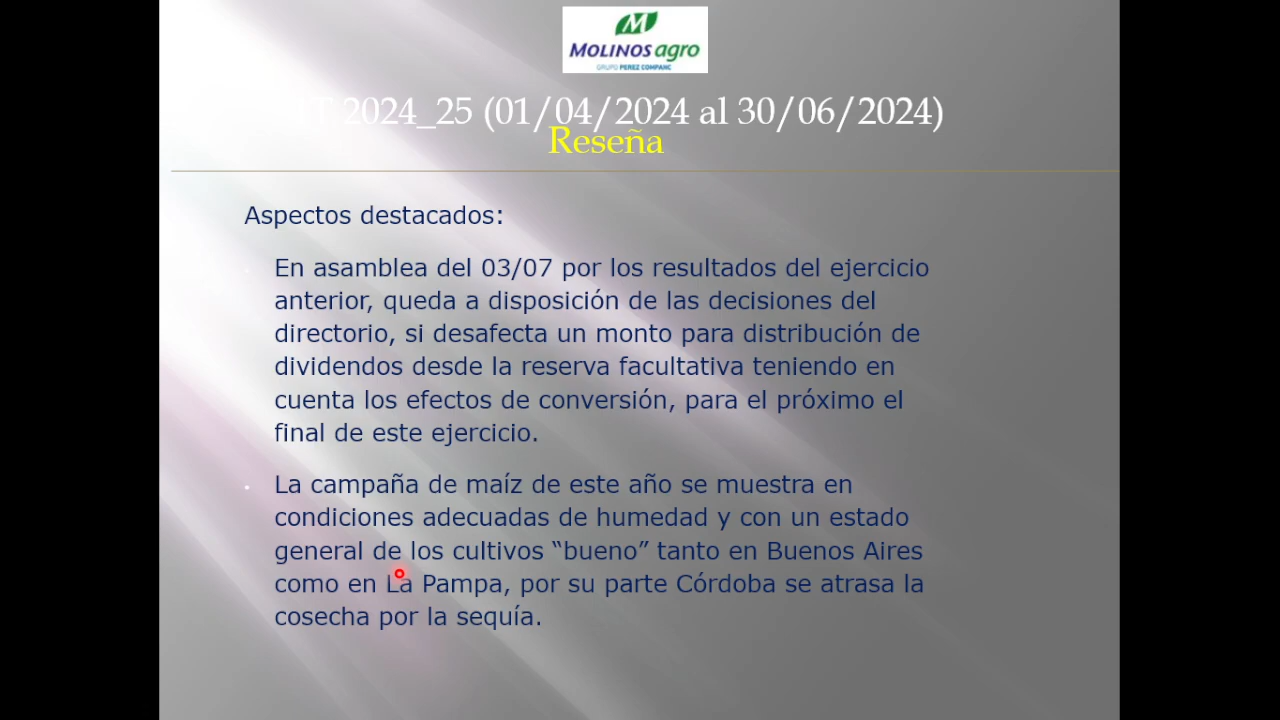 MOLINOS agro
GRUPO PEREZ COMPANC
2024_25 (01/04/2024 al 30/06/2024)
Reseña
Aspectos destacados:
En asamblea del 03/07 por los resultados del ejercicio
anterior, queda a disposición de las decisiones del
directorio, si desafecta un monto para distribución de
dividendos desde la reserva facultativa teniendo en
cuenta los efectos de conversión, para el próximo el
final de este ejercicio.
La campaña de maíz de este año se muestra en
condiciones adecuadas de humedad y con un estado
general de los cultivos “bueno” tanto en Buenos Aires
como en La Pampa, por su parte Córdoba se atrasa la
cosecha por la sequía.